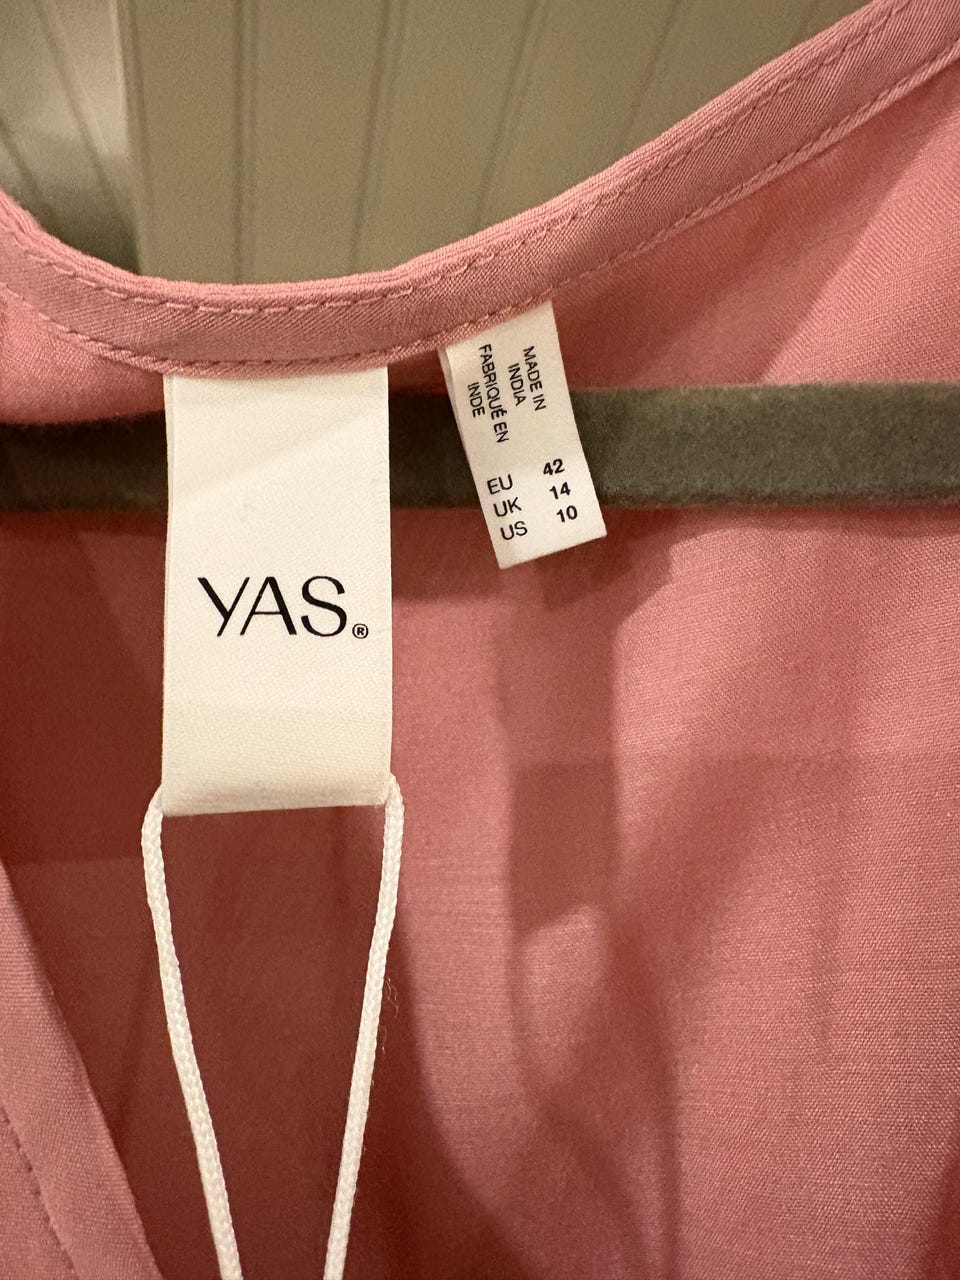 YAS®
MADE IN
INDIA
FABRIQUÉ EN
INDE
EU 42
UK 14
US 10